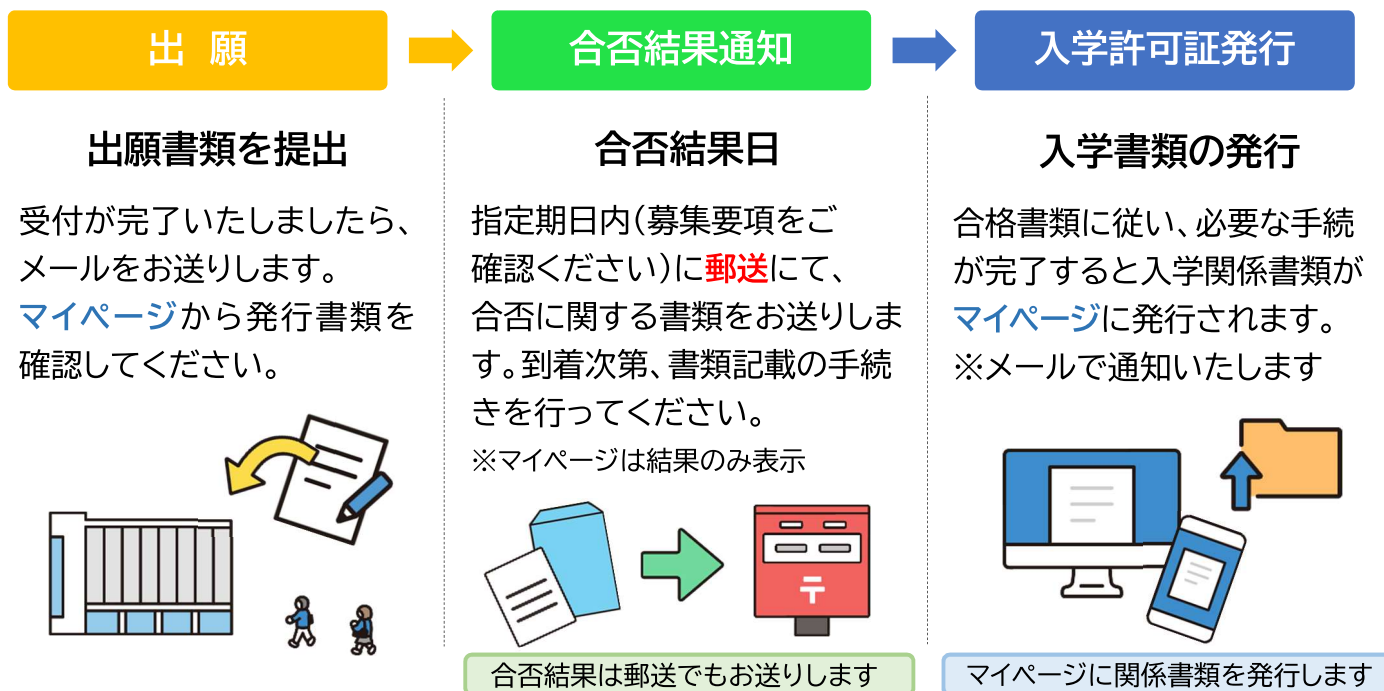 出 願
合否結果通知
入学許可証発行
出願書類を提出
受付が完了いたしましたら、
メールをお送りします。
マイページから発行書類を
確認してください。
合否結果日
指定期日内(募集要項をご
確認ください)に郵送にて、
合否に関する書類をお送りしま
す。到着次第、書類記載の手続
きを行ってください。
※マイページは結果のみ表示
〒
合否結果は郵送でもお送りします
入学書類の発行
合格書類に従い、必要な手続
が完了すると入学関係書類が
マイページに発行されます。
※メールで通知いたします
マイページに関係書類を発行します